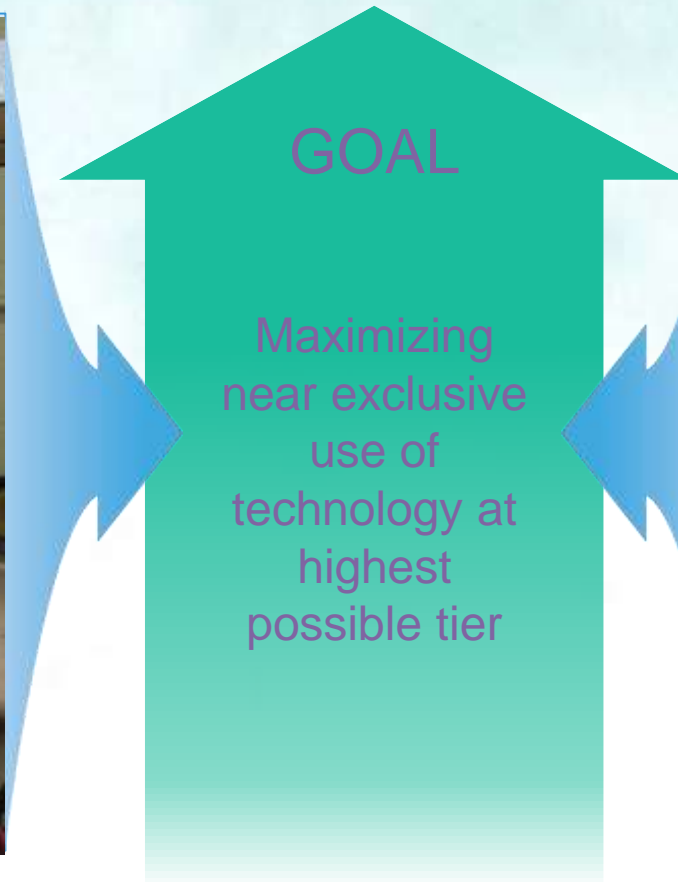 GOAL
Maximizing
near exclusive
use of
technology at
highest
possible tier